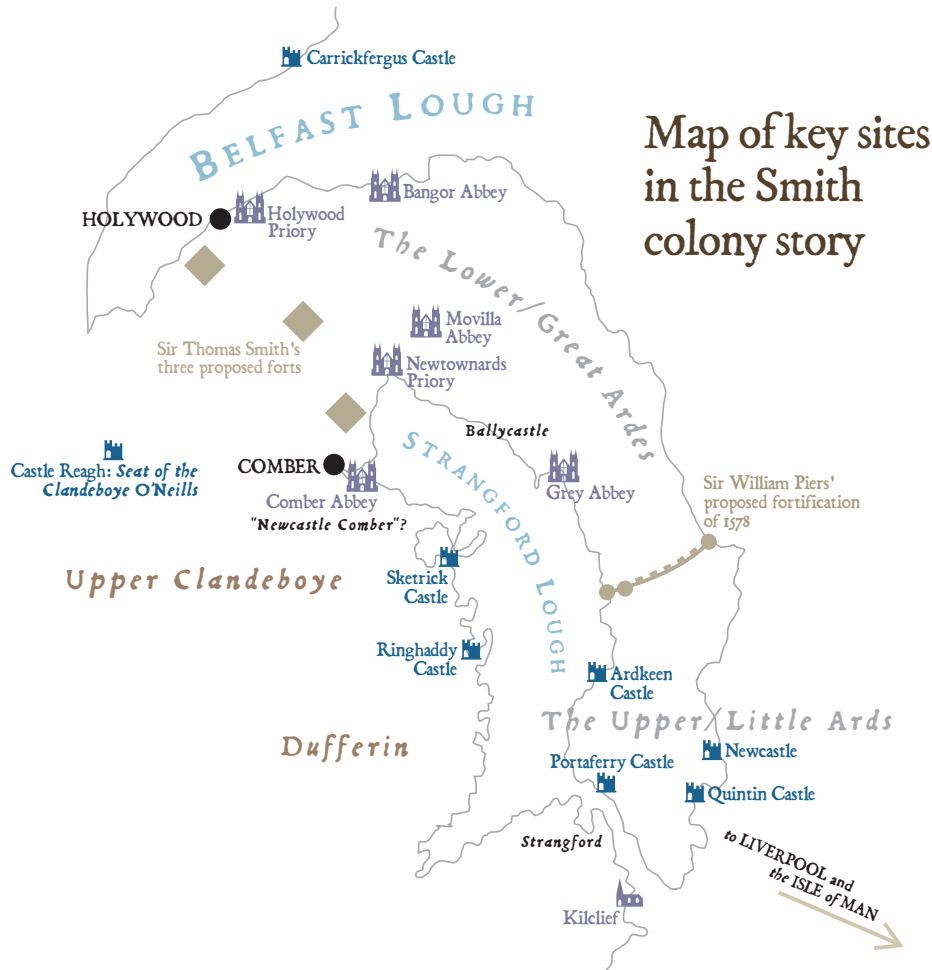 Carrickfergus Castle
BELFAST LOUGH
Map of key sites
in the Smith
colony story
Bangor Abbey
HOLYWOOD
Holywood
Priory
The Lower/Great Ardes
Movilla
Abbey
Sir Thomas Smith's
three proposed forts
Newtownards
Priory
Ballycastle
STRANGFORD LOUGH
Castle Reagh: Seat of the
Clandeboye O'Neills
COMBER
Comber Abbey
"Newcastle Comber"?
Grey Abbey
Sir William Piers'
proposed fortification
of 1578
Upper Clandeboye
Sketrick
Castle
Ringhaddy
Castle
Ardkeen
Castle
The Upper/Little Ards
Dufferin
Newcastle
Portaferry Castle
Quintin Castle
Strangford
to LIVERPOOL and
the ISLE of MAN
Kilclief